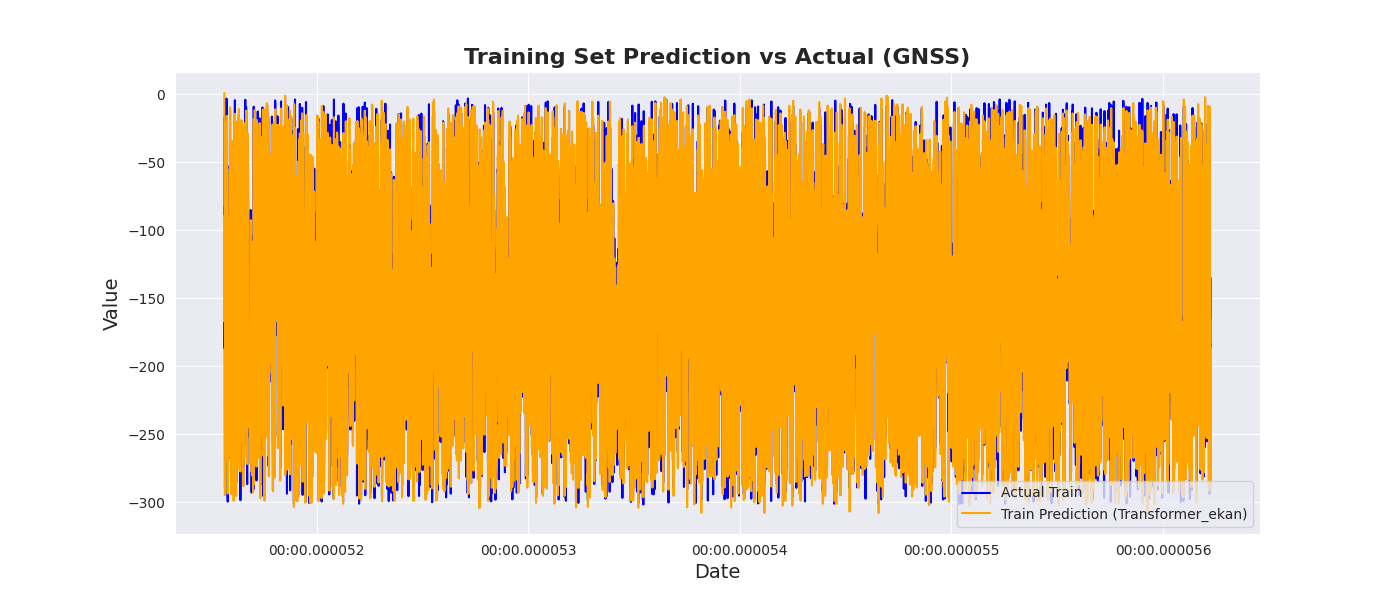 Training Set Prediction vs Actual (GNSS)
Value
0
−50
−100
−150
−200
−250
−300
Actual Train
Train Prediction (Transformer_ekan)
00:00.000052 00:00.000053 00:00.000054 00:00.000055 00:00.000056
Date